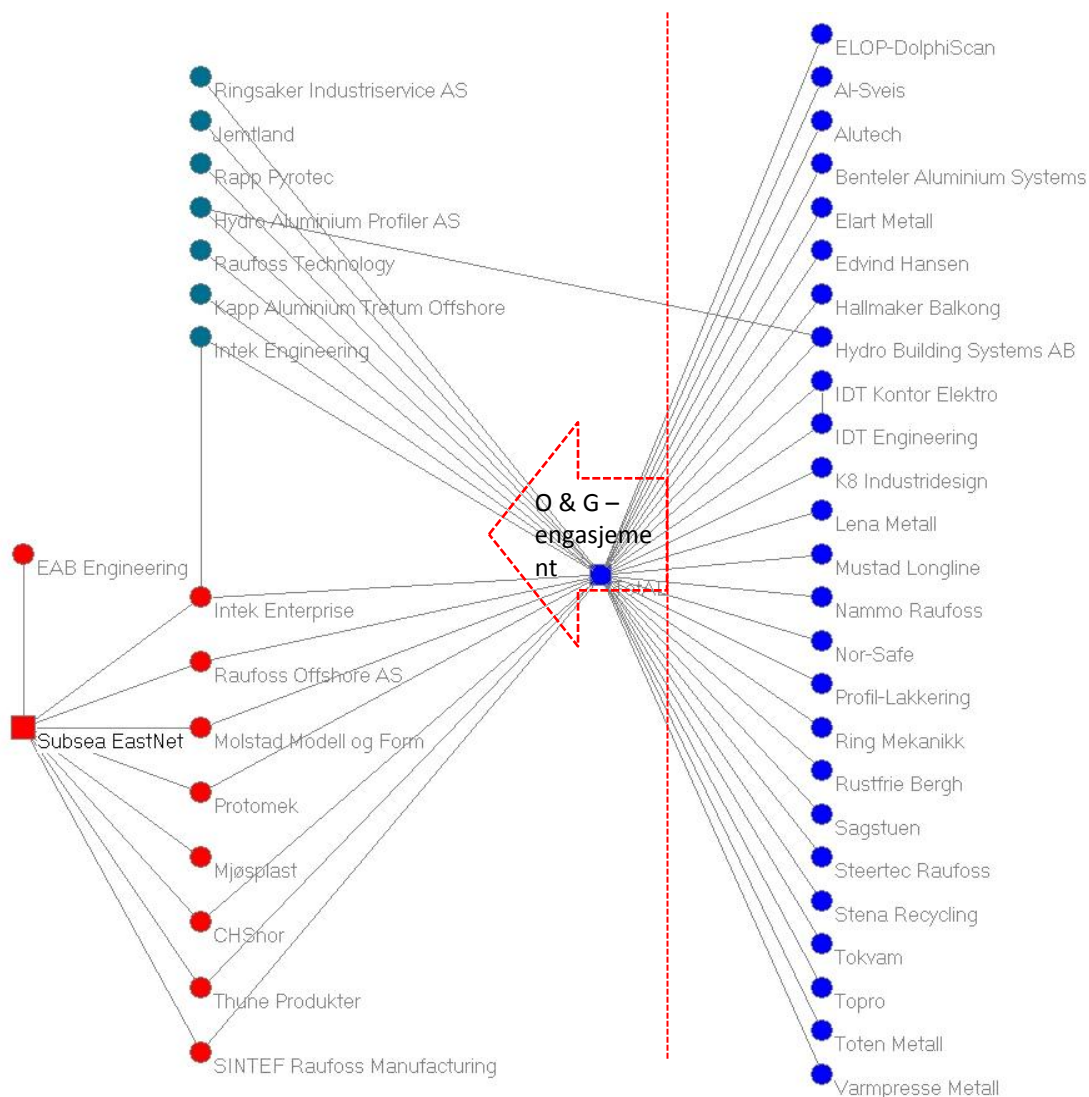 ELOP-DolphiScan
Al-Sveis
Alutech
Benteler Aluminium Systems
Elart Metall
Edvind Hansen
Hallmaker Balkong
Hydro Building Systems AB
IDT Kontor Elektro
IDT Engineering
K8 Industridesign
Lena Metall
Mustad Longline
Nammo Raufoss
Nor-Safe
Profil-Lakkering
Ring Mekanikk
Rustfrie Bergh
Sagstuen
Steertec Raufoss
Stena Recycling
Tokvam
Topro
Toten Metall
Varmpresse Metall
Ringsaker Industriservice AS
Jemtland
Rapp Pyrotec
Hydro Aluminium Profiler AS
Raufoss Technology
Kapp Aluminium Tretum Offshore
Intek Engineering
O & G –
engasjeme
nt
TotAL
EAB Engineering
Subsea EastNet
Intek Enterprise
Raufoss Offshore AS
Molstad Modell og Form
Protomek
Mjøsplast
CHSnor
Thune Produkter
SINTEF Raufoss Manufacturing